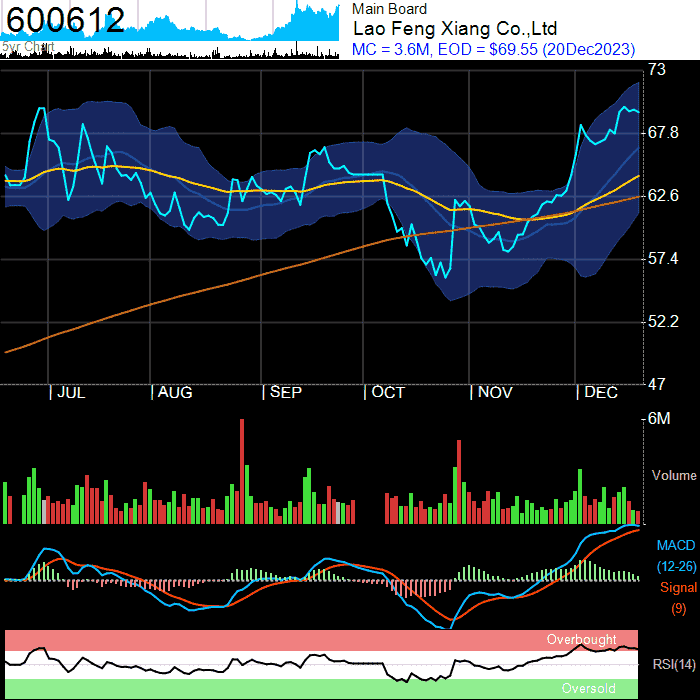 600612
5yr Chart
Main Board
Lao Feng Xiang Co.,Ltd
MC = 3.6M, EOD = $69.55 (20Dec2023)
73
67.8
62.6
57.4
52.2
47
| JUL | AUG | SEP | OCT | NOV | DEC
6M
Volume
MACD
(12-26)
Signal
(9)
Overbought
RSI(14)
Oversold